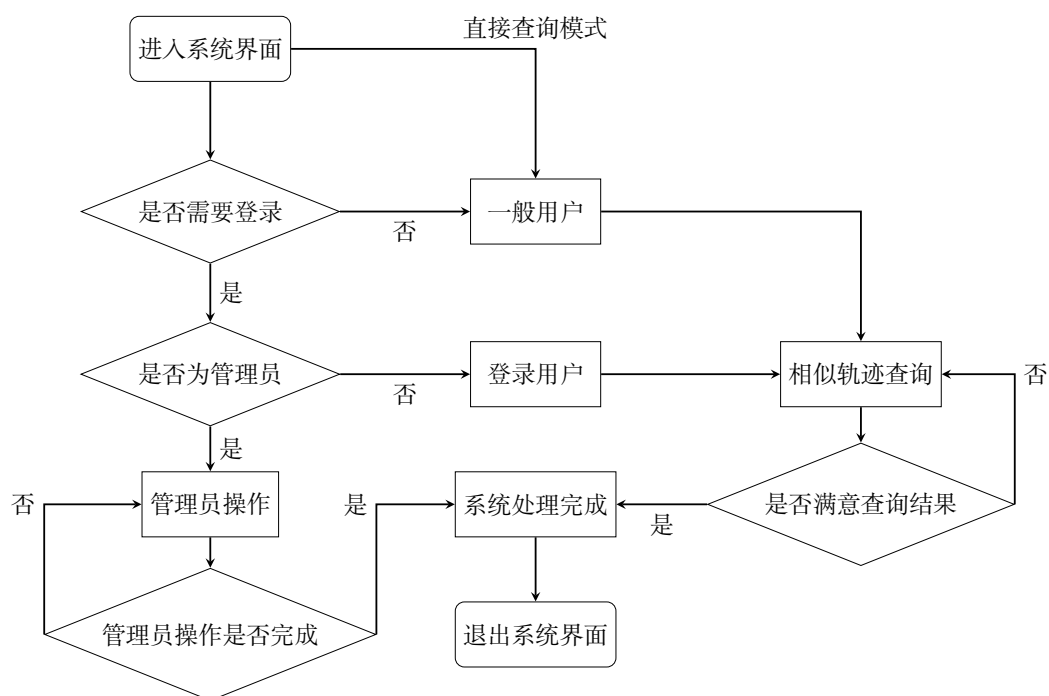 直接查询模式
进入系统界面
是否需要登录
否
一般用户
是
是否为管理员
否
登录用户
相似轨迹查询
否
是
否
管理员操作
是
系统处理完成
是
是否满意查询结果
管理员操作是否完成
退出系统界面